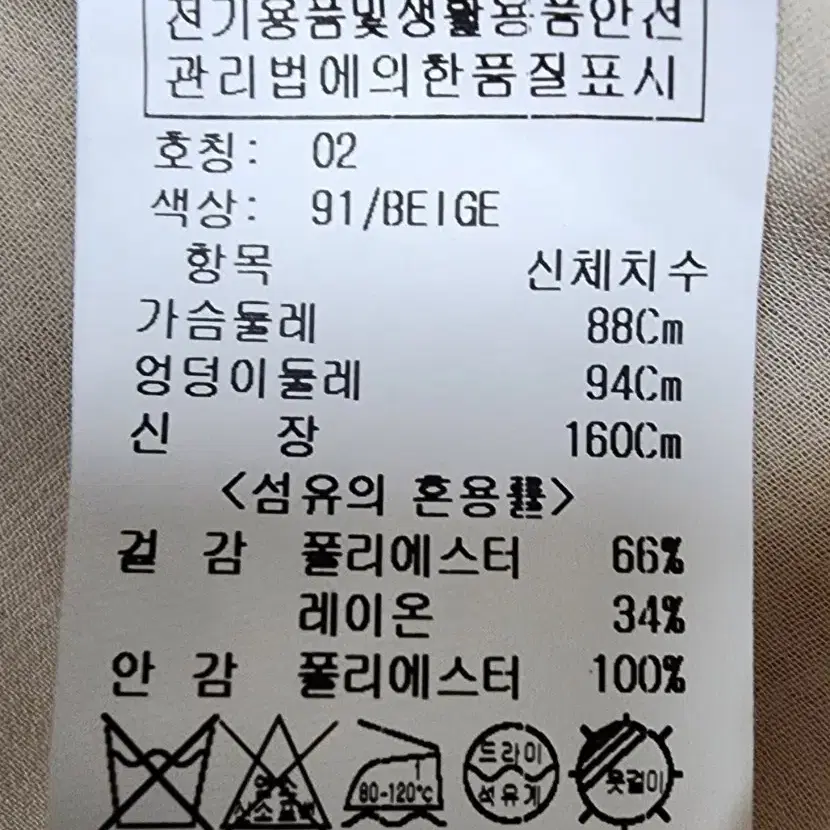 전기용품및생활용품안전
관리법에의한품질표시
호칭: 02
색상: 91/BEIGE
항목 신체치수
가슴둘레 88Cm
엉덩이둘레 94Cm
신 장 160Cm
<섬유의 혼용률>
겉 감 폴리에스터 66%
레이온 34%
안 감 폴리에스터 100%
80-120℃
드라이
석유계
옷걸이